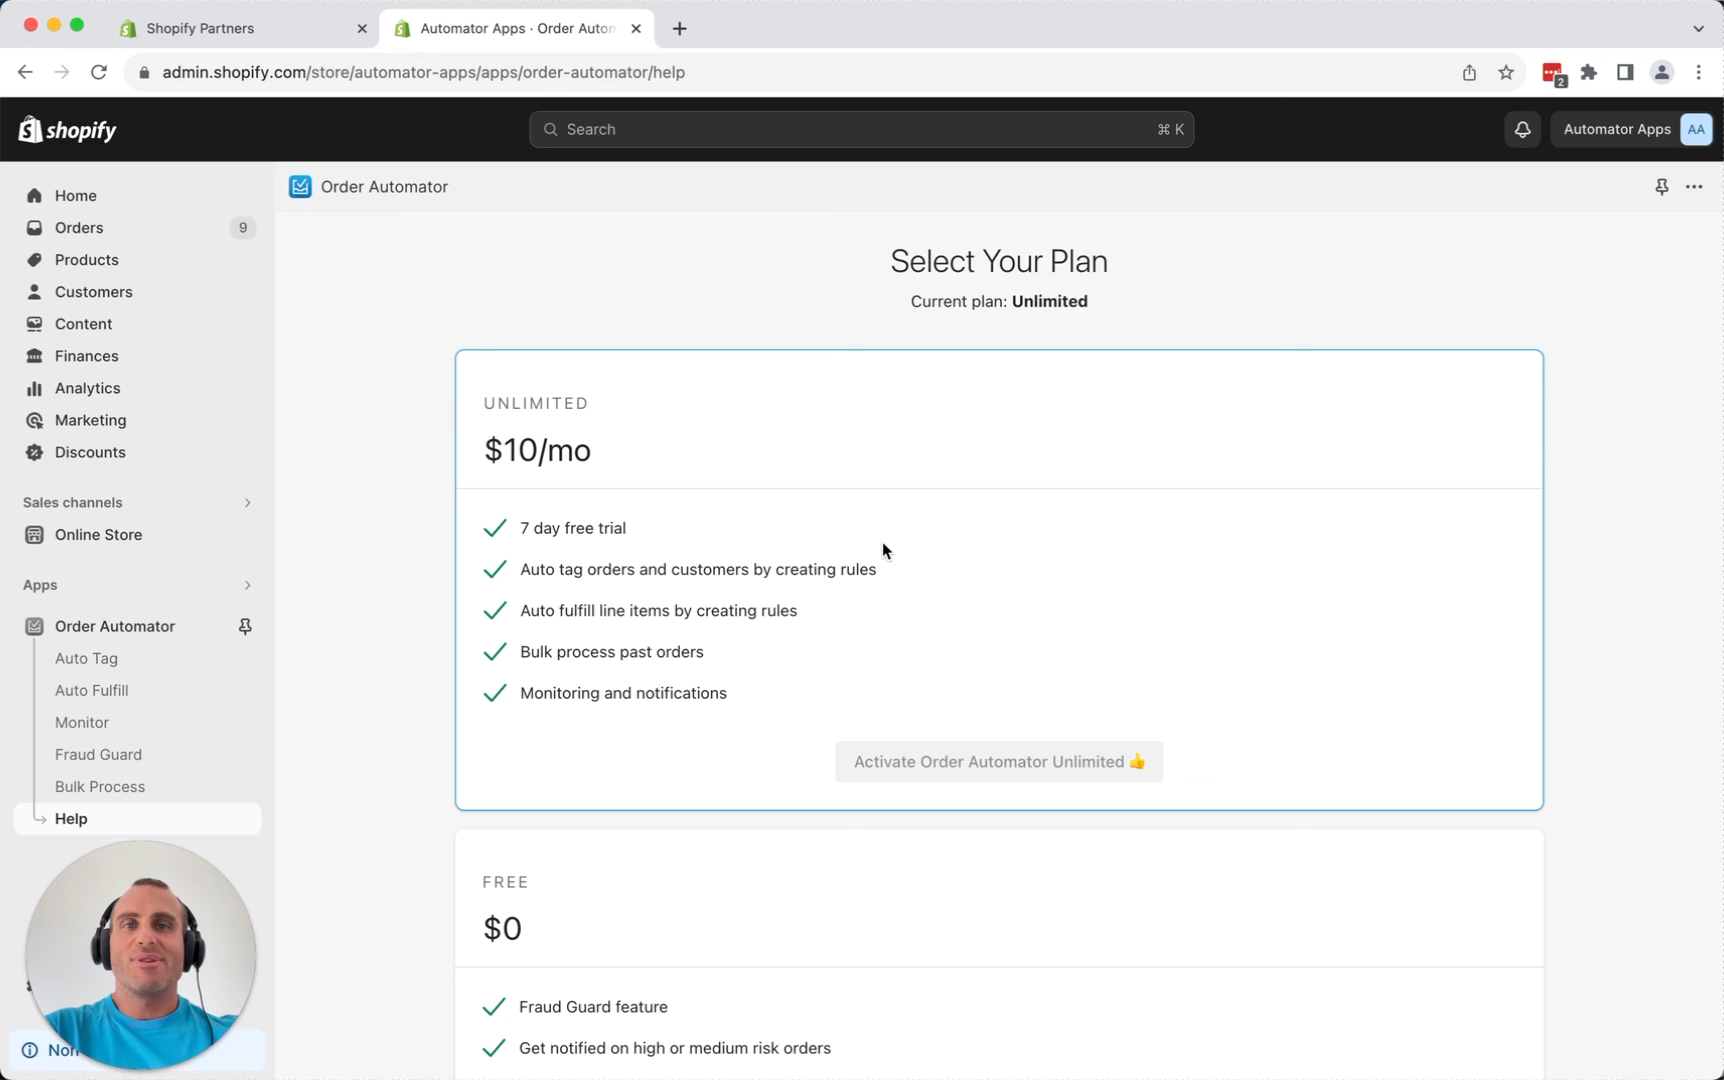 Shopify Partners
Automator Apps · Order Auton
admin.shopify.com/store/automator-apps/apps/order-automator/help
2
shopify
Search
⌘ K
Automator Apps
AA
Home
Orders
9
Products
Customers
Content
Finances
Analytics
Marketing
Discounts
Sales channels
Online Store
Apps
Order Automator
Auto Tag
Auto Fulfill
Monitor
Fraud Guard
Bulk Process
Help
Non
Order Automator
Select Your Plan
Current plan: Unlimited
UNLIMITED
$10/mo
7 day free trial
Auto tag orders and customers by creating rules
Auto fulfill line items by creating rules
Bulk process past orders
Monitoring and notifications
Activate Order Automator Unlimited 👍
FREE
$0
Fraud Guard feature
Get notified on high or medium risk orders